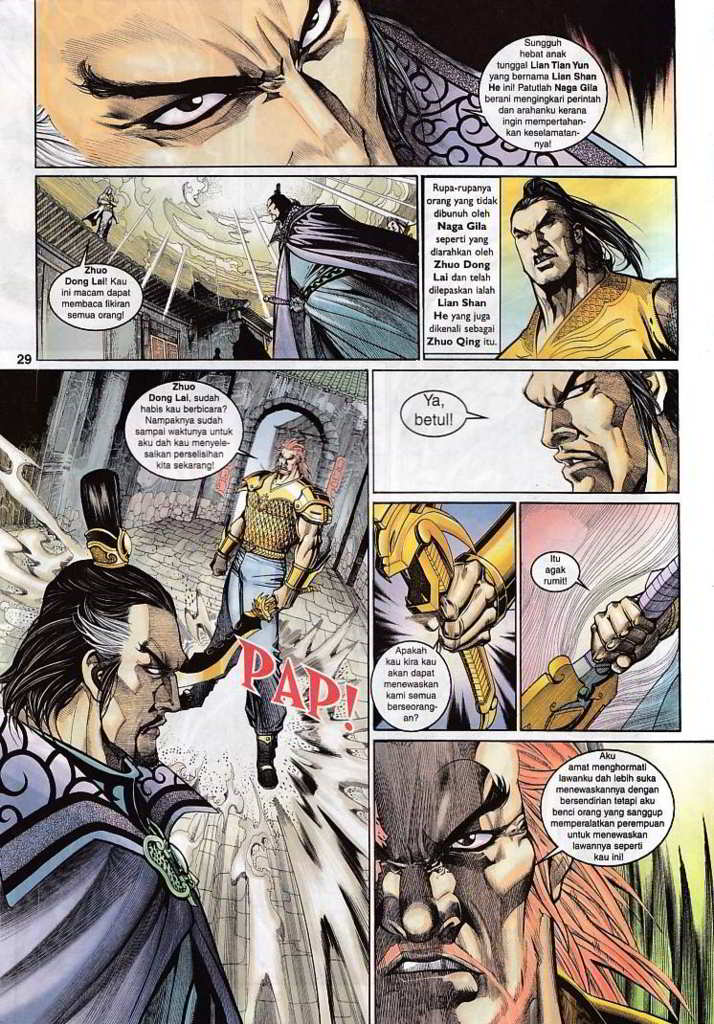 Sungguh
hebat anak
tunggal Lian Tian Yun
yang bernama Lian Shan
He ini! Patutlah Naga Gila
berani mengingkari perintah
dan arahanku kerana
ingin mempertahan-
kan keselamatan-
nya!
Zhuo
Dong Lai! Kau
ini macam dapat
membaca fikiran
semua orang!
Rupa-rupanya
orang yang tidak
dibunuh oleh
Naga Gila
seperti yang
diarahkan oleh
Zhuo Dong
Lai dan telah
dilepaskan ialah
Lian Shan
He yang juga
dikenali sebagai
Zhuo Qing itu.
29
Zhuo
Dong Lai, sudah
habis kau berbicara?
Nampaknya sudah
sampai waktunya untuk
aku dah kau menyele-
saikan perselisihan
kita sekarang!
Ya,
betul!
PAP!
Apakah
kau kira kau
akan dapat
menewaskan
kami semua
berseorang-
an?
Itu
agak
rumit!
Aku
amat menghormati
lawanku dah lebih suka
menewaskannya dengan
bersendirian tetapi aku
benci orang yang sanggup
memperalatkan perempuan
untuk menewaskan
lawannya seperti
kau ini!